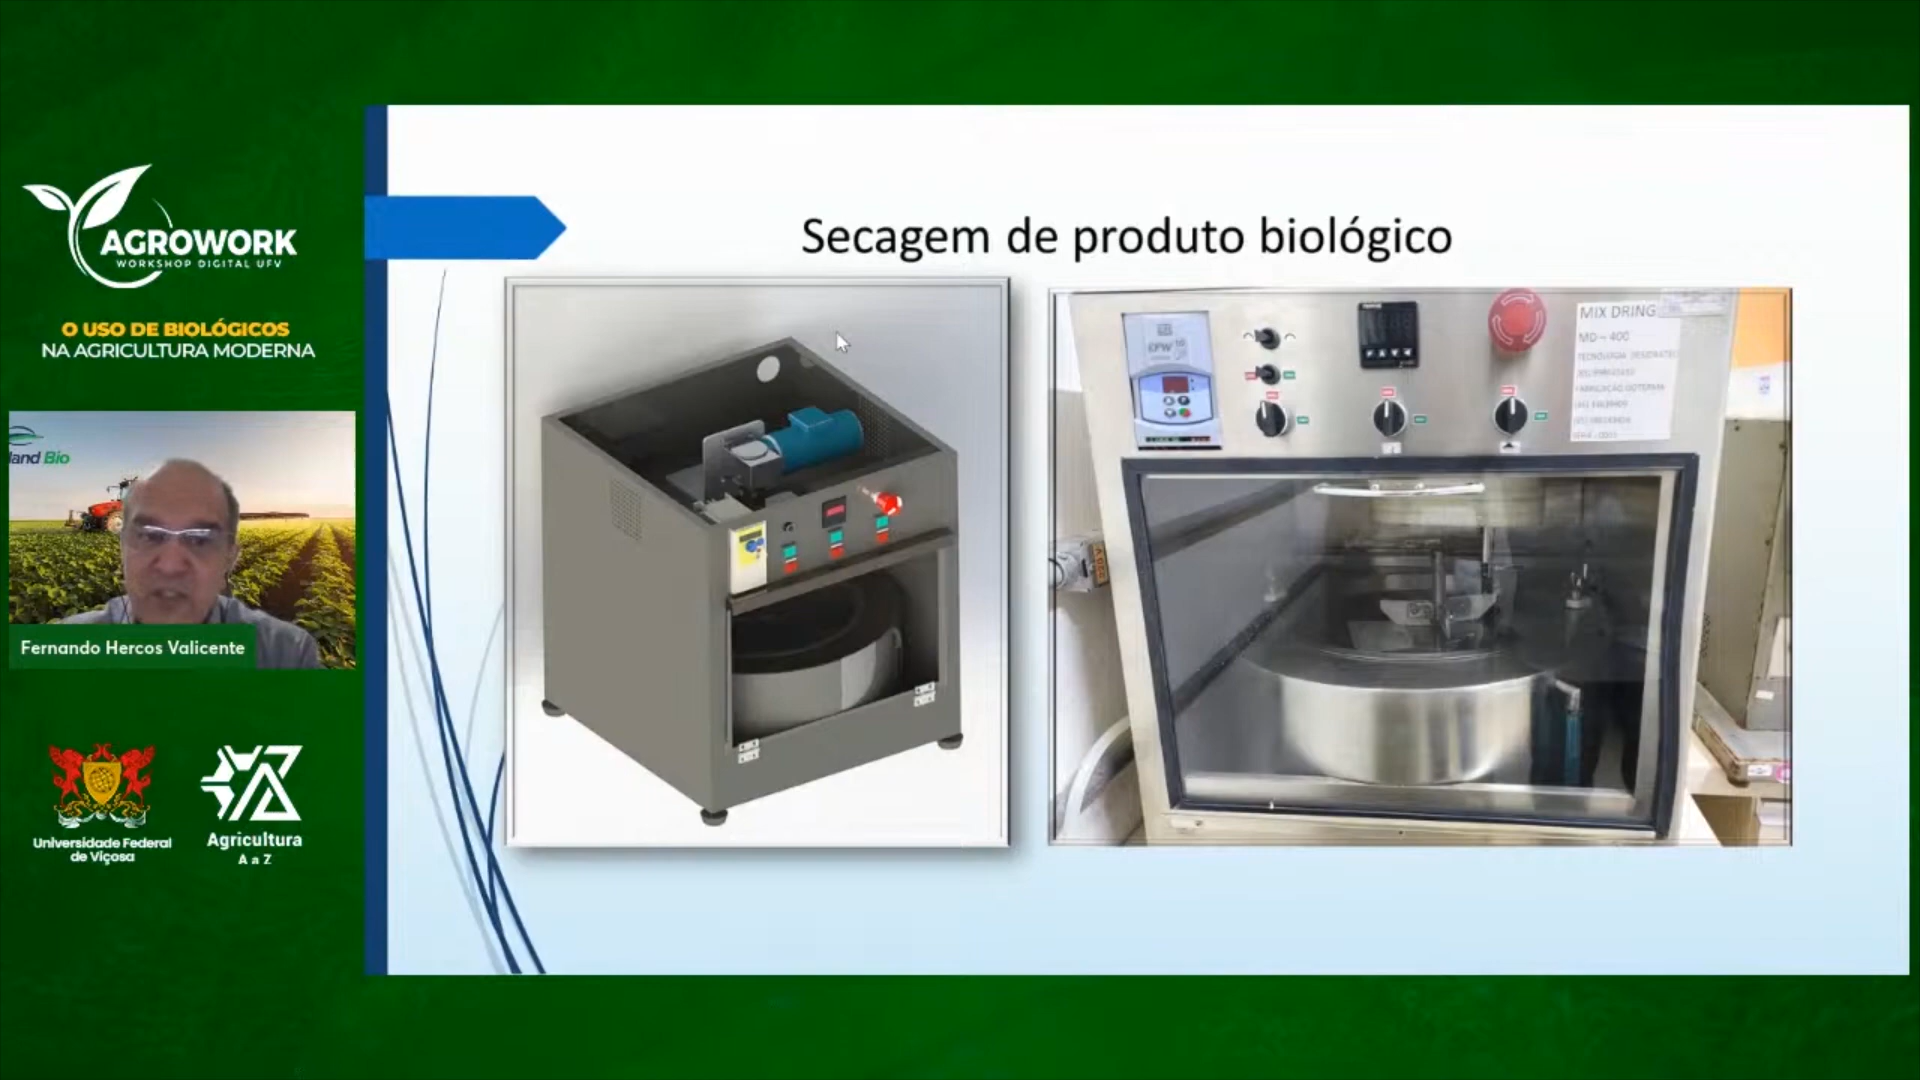 AGROWORK
WORKSHOP DIGITAL UFV
O USO DE BIOLÓGICOS
NA AGRICULTURA MODERNA
land Bio
Fernando Hercos Valicente
Universidade Federal
de Viçosa
Agricultura
A a Z
Secagem de produto biológico
MIX DRING
MD - 400